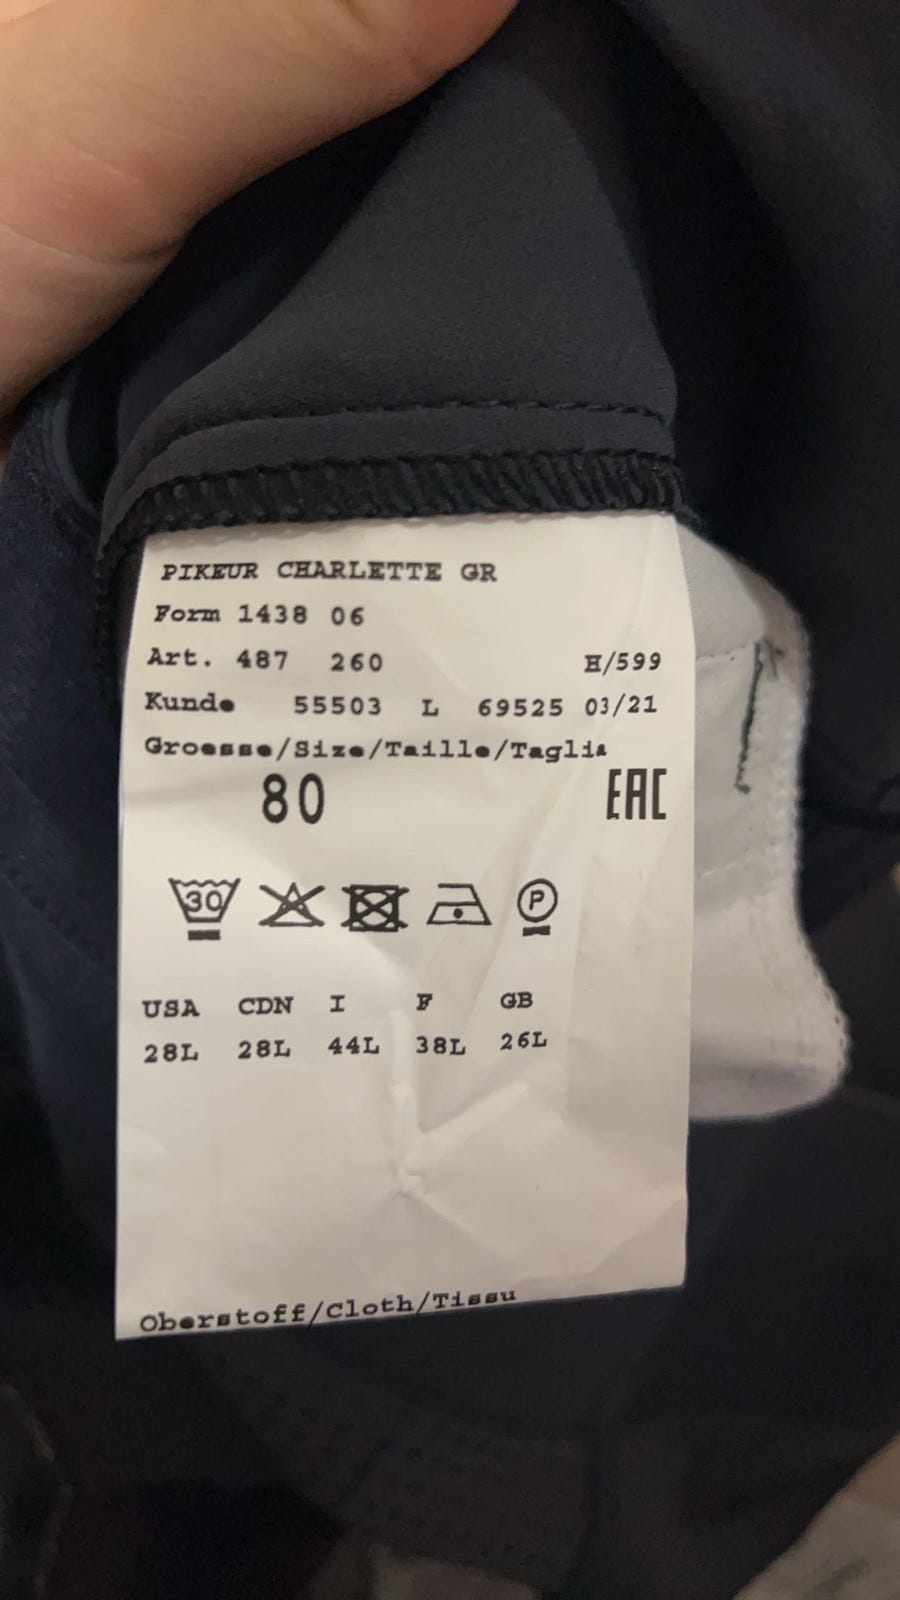 PIKEUR CHARLETTE GR
Form 1438 06
Art. 487 260 H/599
Kunde 55503 L 69525 03/21
Groesse/Size/Taille/Taglia
80 EAC
30 P
USA CDN I F GB
28L 28L 44L 38L 26L
Oberstoff/Cloth/Tissu